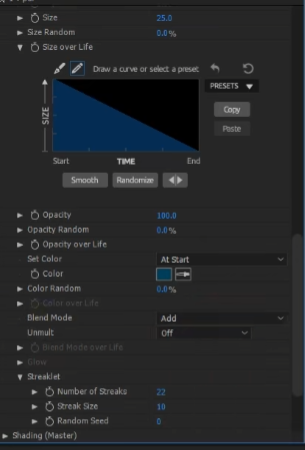 Size 25.0
Size Random 0.0%
Size over Life
Draw a curve or select a preset
PRESETS
SIZE
Copy
Paste
Start TIME End
Smooth Randomize
Opacity 100.0
Opacity Random 0.0%
Opacity over Life
Set Color At Start
Color
Color Random 0.0%
Color over Life
Blend Mode Add
Unmult Off
Blend Mode over Life
Glow
Streaklet
Number of Streaks 22
Streak Size 10
Random Seed 0
Shading (Master)